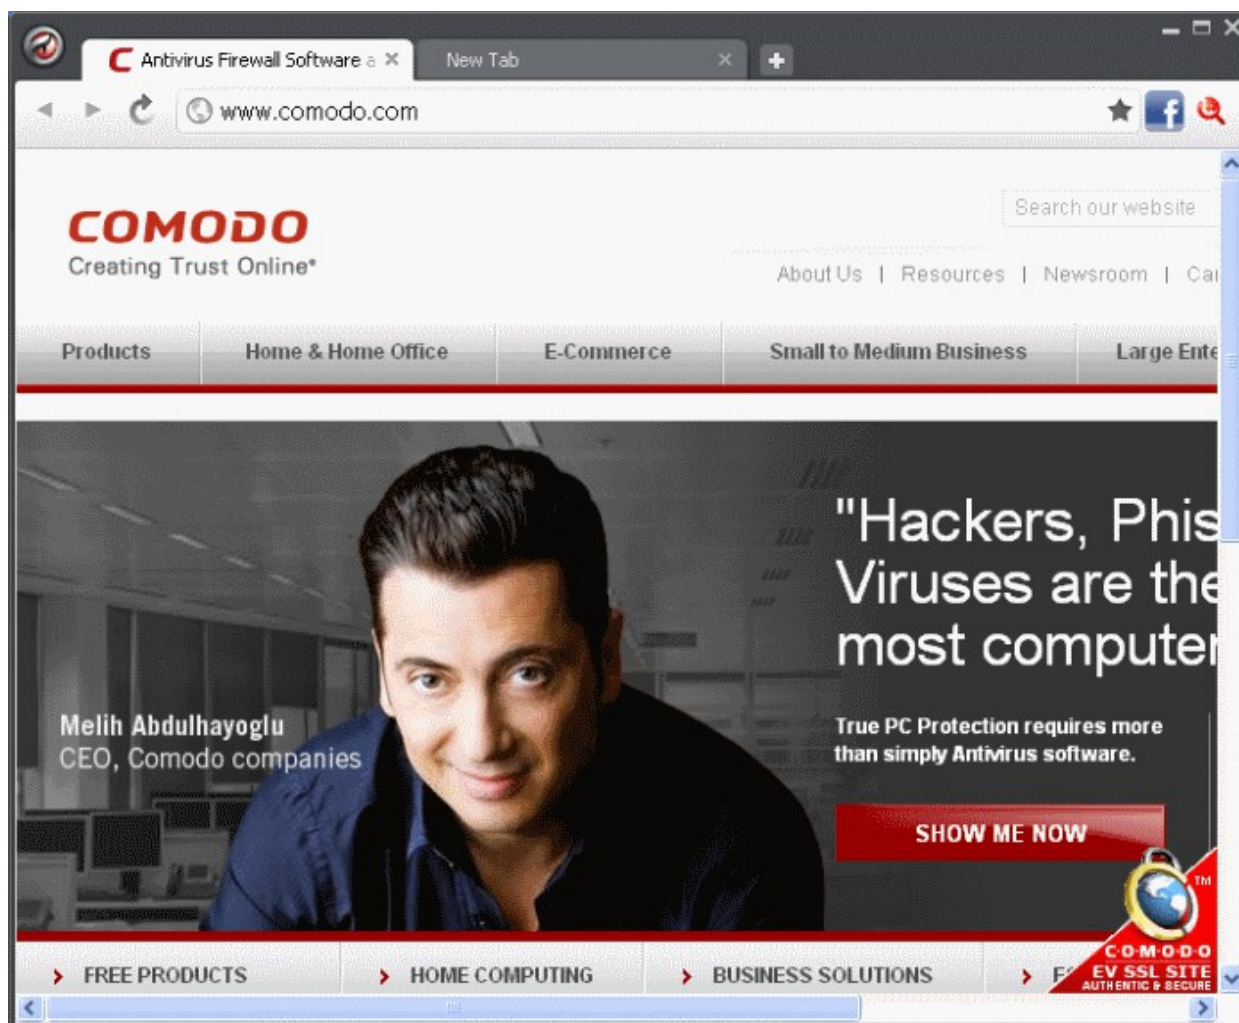 Antivirus Firewall Software a
New Tab
www.comodo.com
COMODO
Creating Trust Online®
Search our website
About Us | Resources | Newsroom | Car
Products
Home & Home Office
E-Commerce
Small to Medium Business
Large Ente
"Hackers, Phis
Viruses are the
most computer
Melih Abdulhayoglu
CEO, Comodo companies
True PC Protection requires more
than simply Antivirus software.
SHOW ME NOW
TM
C·O·M·O·D·O
EV SSL SITE
AUTHENTIC & SECURE
FREE PRODUCTS
HOME COMPUTING
BUSINESS SOLUTIONS